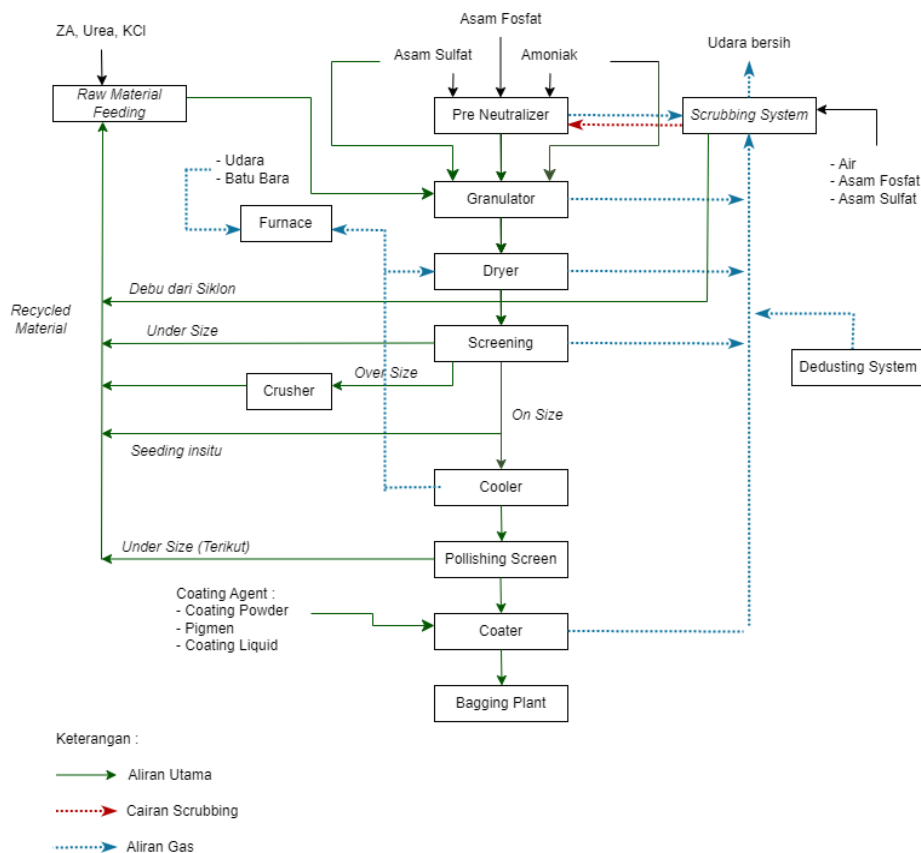 Asam Fosfat
ZA, Urea, KCl
Asam Sulfat
Amoniak
Udara bersih
Raw Material
Feeding
Pre Neutralizer
Scrubbing System
- Udara
- Batu Bara
- Air
- Asam Fosfat
- Asam Sulfat
Granulator
Furnace
Dryer
Debu dari Siklon
Recycled
Material
Under Size
Screening
Dedusting System
Over Size
Crusher
On Size
Seeding insitu
Cooler
Under Size (Terikut)
Pollishing Screen
Coating Agent :
- Coating Powder
- Pigmen
- Coating Liquid
Coater
Bagging Plant
Keterangan :
Aliran Utama
Cairan Scrubbing
Aliran Gas